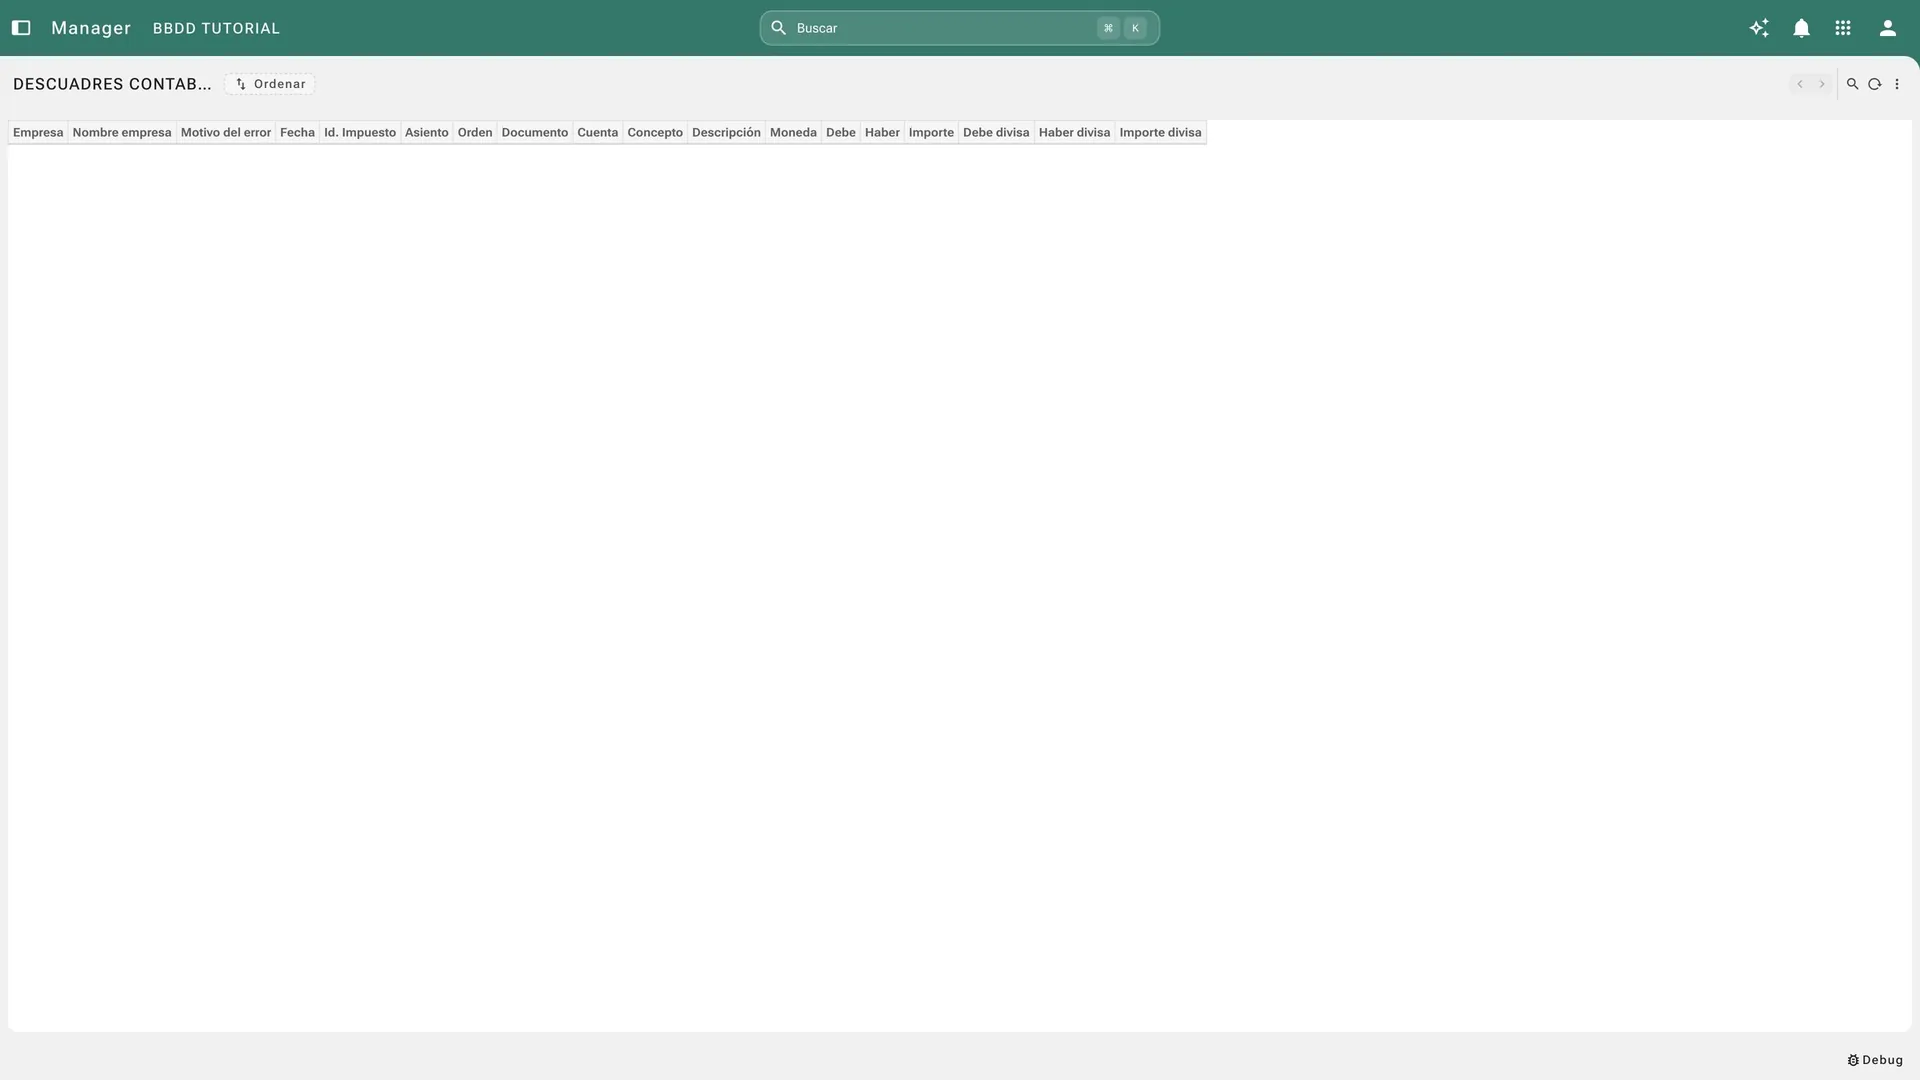 Manager BBDD TUTORIAL Buscar ⌘ K
DESCUADRES CONTAB... Ordenar
Empresa Nombre empresa Motivo del error Fecha Id. Impuesto Asiento Orden Documento Cuenta Concepto Descripción Moneda Debe Haber Importe Debe divisa Haber divisa Importe divisa
Debug